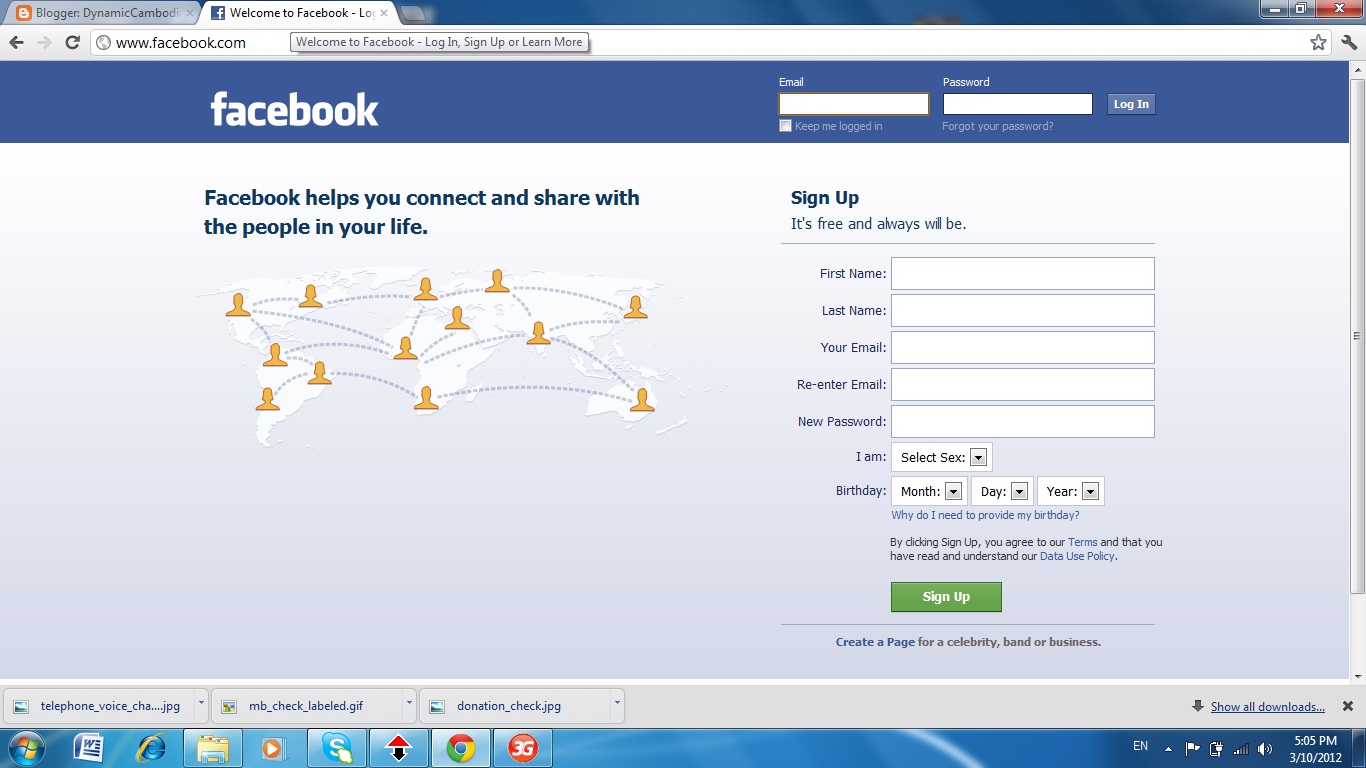 Blogger: DynamicCambodi
Welcome to Facebook - Log
www.facebook.com
Welcome to Facebook - Log In, Sign Up or Learn More
facebook
Email
Password
Log In
Keep me logged in
Forgot your password?
Facebook helps you connect and share with
the people in your life.
Sign Up
It's free and always will be.
First Name:
Last Name:
Your Email:
Re-enter Email:
New Password:
I am: Select Sex:
Birthday: Month: Day: Year:
Why do I need to provide my birthday?
By clicking Sign Up, you agree to our Terms and that you
have read and understand our Data Use Policy.
Sign Up
Create a Page for a celebrity, band or business.
telephone_voice_cha....jpg
mb_check_labeled.gif
donation_check.jpg
Show all downloads...
W
S
3G
EN
5:05 PM
3/10/2012